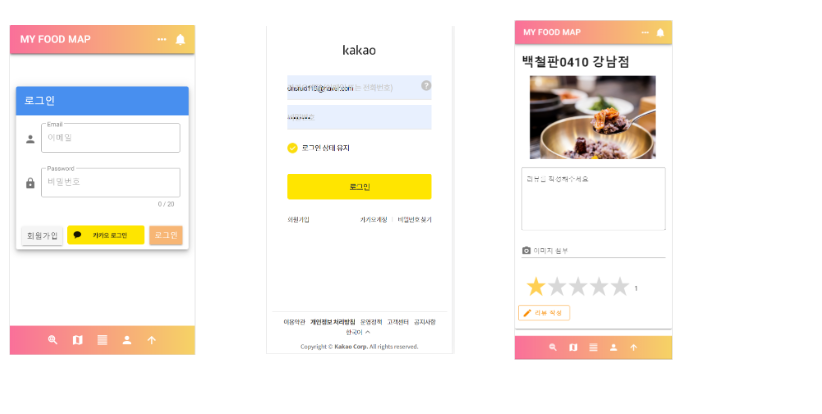 MY FOOD MAP
로그인
Email
이메일
Password
비밀번호
0 / 20
회원가입
카카오 로그인
로그인
kakao
로그인 상태 유지
로그인
회원가입
카카오계정
비밀번호 찾기
이용약관 개인정보 처리방침 운영정책 고객센터 공지사항
한국어
Copyright © Kakao Corp. All rights reserved.
MY FOOD MAP
백철판0410 강남점
리뷰를 작성해주세요
이미지 첨부
1
리뷰 작성